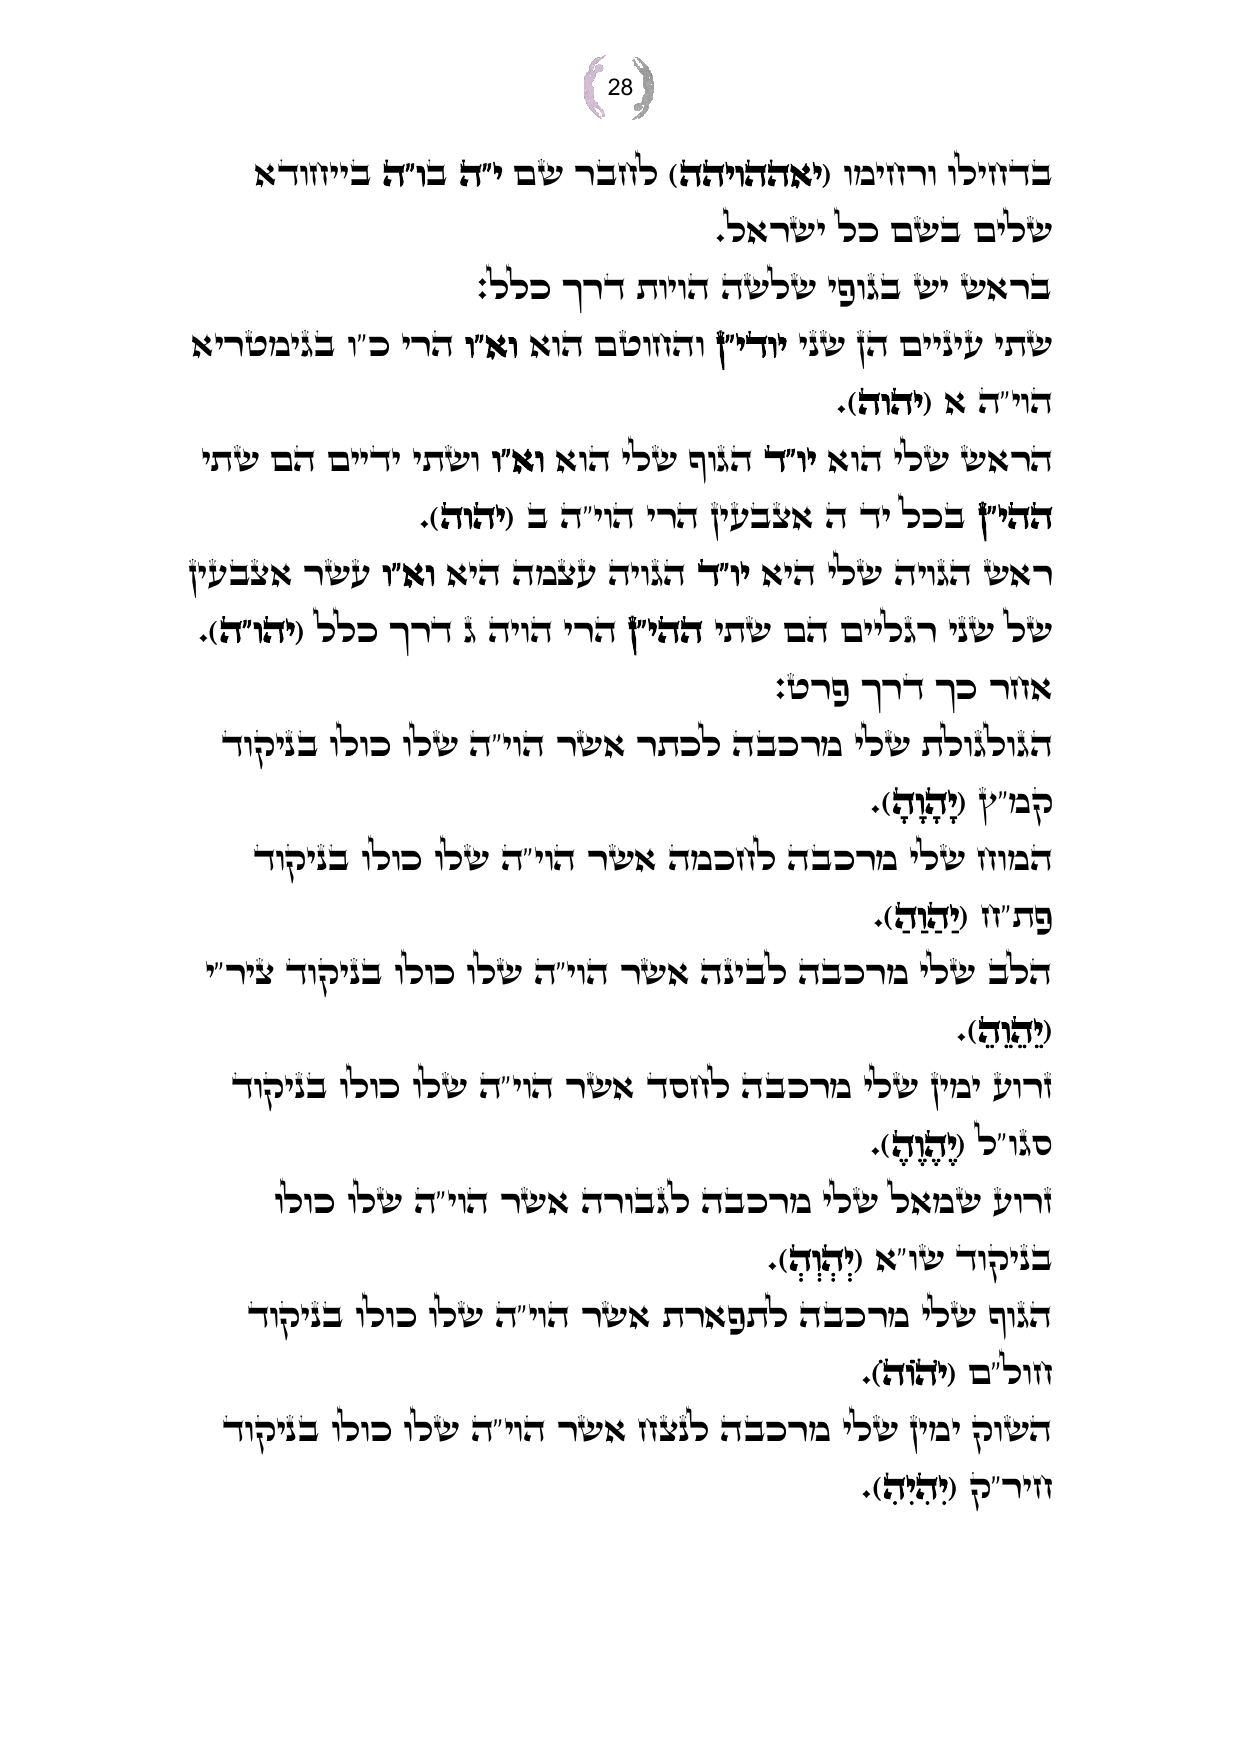 28
בדחילו ורחימו (יאההויהה) לחבר שם י"ה בו"ה בייחודא
שלים בשם כל ישראל.
בראש יש בגופי שלשה הויות דרך כלל:
שתי עיניים הן שני יודי"ן והחוטם הוא וא"ו הרי כ"ו בגימטריא
הוי"ה א (יהוה).
הראש שלי הוא יו"ד הגוף שלי הוא וא"ו ושתי ידיים הם שתי
ההי"ן בכל יד ה אצבעין הרי הוי"ה ב (יהוה).
ראש הגויה שלי היא יו"ד הגויה עצמה היא וא"ו עשר אצבעין
של שני רגליים הם שתי ההי"ן הרי הויה ג דרך כלל (יהו"ה).
אחר כך דרך פרט:
הגולגולת שלי מרכבה לכתר אשר הוי"ה שלו כולו בניקוד
קמ"ץ (יָהָוָהָ).
המוח שלי מרכבה לחכמה אשר הוי"ה שלו כולו בניקוד
פת"ח (יַהַוַהַ).
הלב שלי מרכבה לבינה אשר הוי"ה שלו כולו בניקוד ציר"י
(יֵהֵוֵהֵ).
זרוע ימין שלי מרכבה לחסד אשר הוי"ה שלו כולו בניקוד
סגו"ל (יֶהֶוֶהֶ).
זרוע שמאל שלי מרכבה לגבורה אשר הוי"ה שלו כולו
בניקוד שו"א (יְהְוְהְ).
הגוף שלי מרכבה לתפארת אשר הוי"ה שלו כולו בניקוד
חול"ם (יֹהֹוֹהֹ).
השוק ימין שלי מרכבה לנצח אשר הוי"ה שלו כולו בניקוד
חיר"ק (יִהִיִהִ).